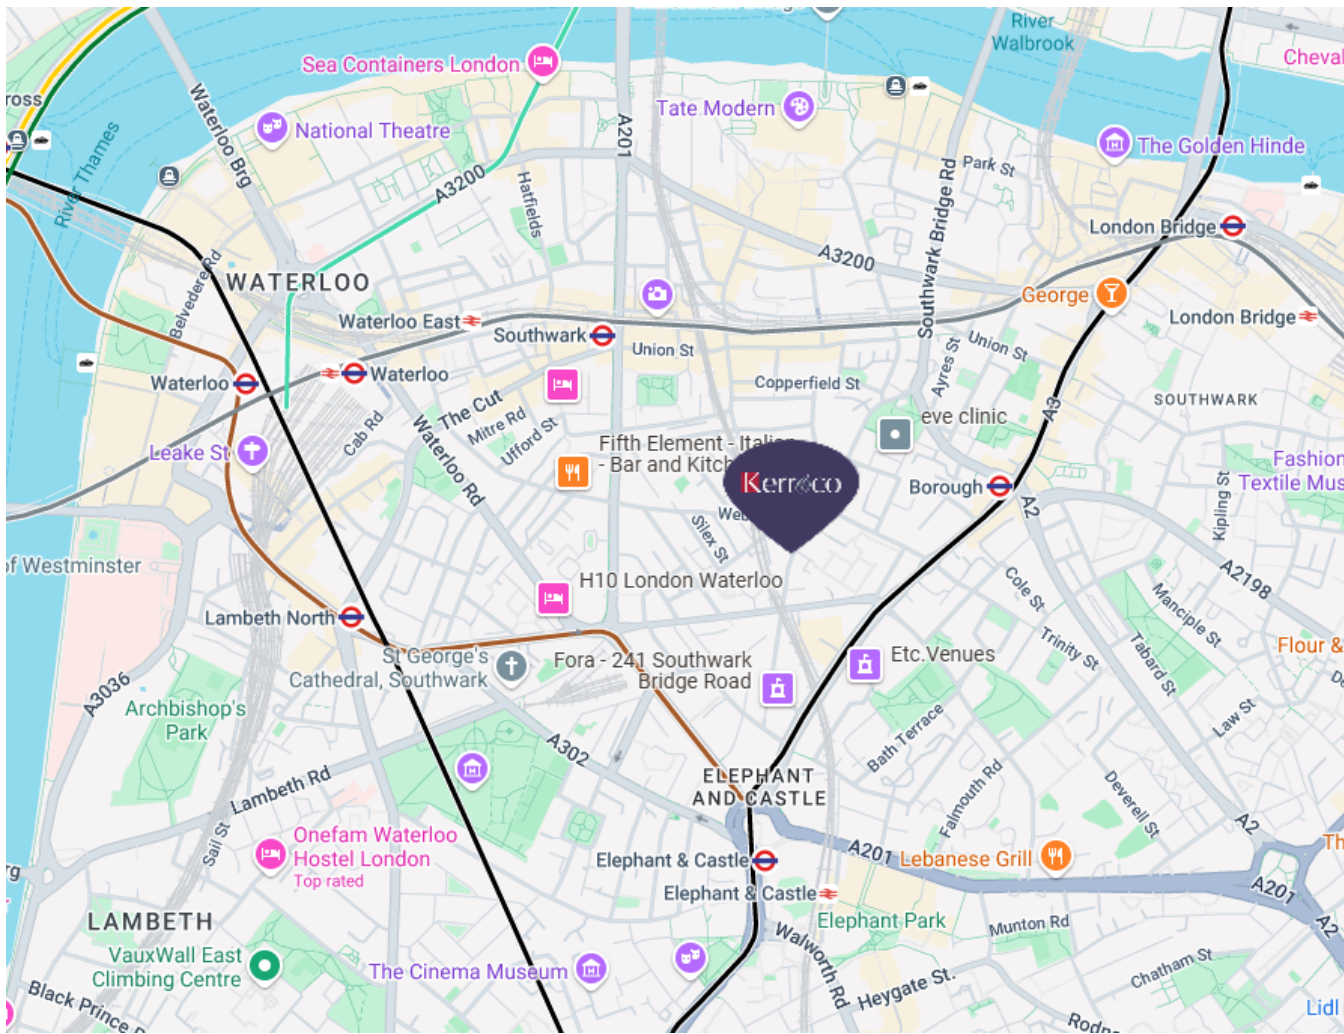 River
Walbrook
Cheval
Sea Containers London
ross
Waterloo Brg
National Theatre
Tate Modern
A201
The Golden Hinde
River Thames
A3200
Hatfields
Park St
Southwark Bridge Rd
London Bridge
A3200
WATERLOO
Belvedere Rd
George
Waterloo East
Southwark
Union St
London Bridge
Union St
Ayres St
Waterloo
Waterloo
Copperfield St
SOUTHWARK
The Cut
Mitre Rd
Ufford St
Cab Rd
Waterloo Rd
A3
eve clinic
Leake St
Fifth Element - Italian
- Bar and Kitch
Kerr&co
Borough
Fashion
Textile Mus
Kipling St
A2
Web
Silex St
of Westminster
H10 London Waterloo
A2198
Cole St
Manciple St
Lambeth North
Trinity St
Tabard St
Flour &
St George's
Cathedral, Southwark
Fora - 241 Southwark
Bridge Road
Etc.Venues
A3036
Archbishop's
Park
De
Law St
Bath Terrace
A302
Lambeth Rd
ELEPHANT
AND CASTLE
Falmouth Rd
Deverell St
A2
Sail St
Onefam Waterloo
Hostel London
Top rated
Elephant & Castle
A201
Lebanese Grill
Th
rg
Elephant & Castle
A201
LAMBETH
Elephant Park
Munton Rd
A2
VauxWall East
Climbing Centre
The Cinema Museum
Walworth Rd
Heygate St.
Chatham St
Black Prince
Rodne
Lidl